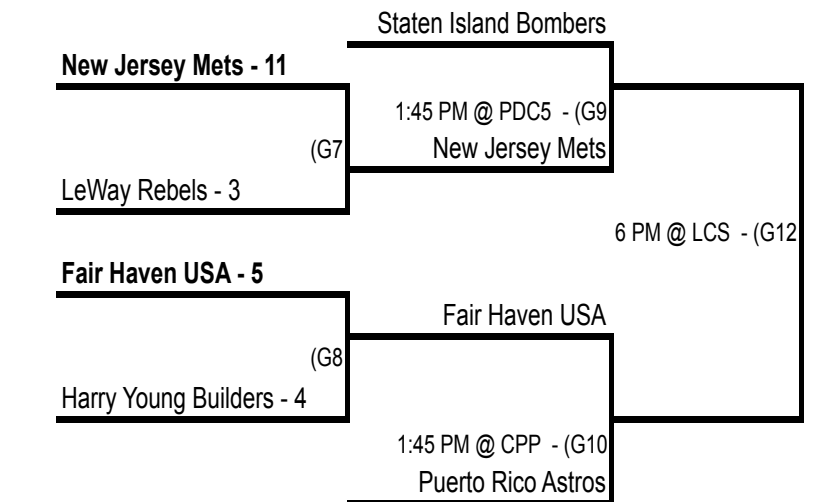 Staten Island Bombers
New Jersey Mets - 11
1:45 PM @ PDC5 - (G9
(G7
New Jersey Mets
LeWay Rebels - 3
6 PM @ LCS - (G12
Fair Haven USA - 5
Fair Haven USA
(G8
Harry Young Builders - 4
1:45 PM @ CPP - (G10
Puerto Rico Astros